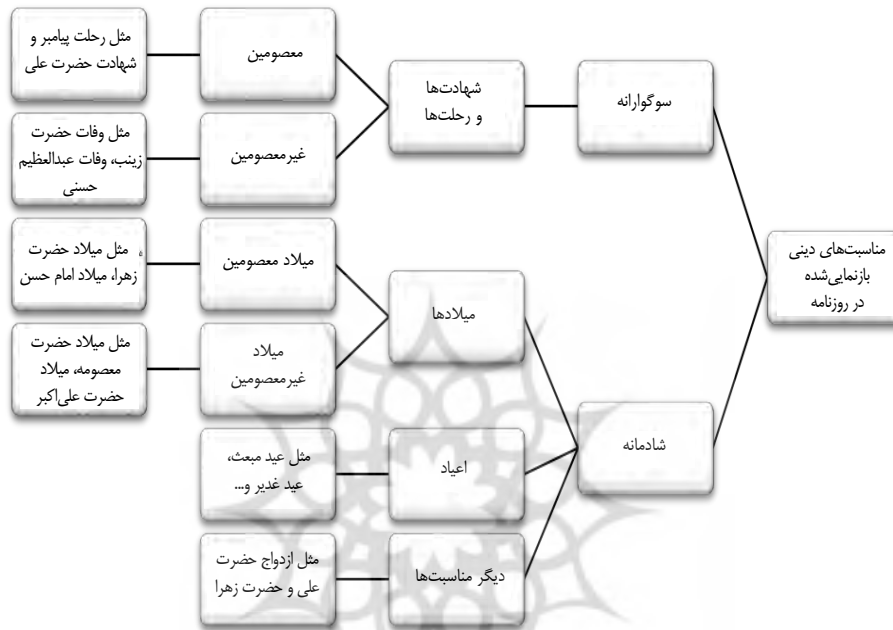 مناسبت‌های دینی
بازنمایی‌شده
در روزنامه
سوگوارانه
شهادت‌ها
و رحلت‌ها
معصومین
مثل رحلت پیامبر و
شهادت حضرت علی
غیرمعصومین
مثل وفات حضرت
زینب، وفات عبدالعظیم
حسنی
شادمانه
میلادها
میلاد معصومین
مثل میلاد حضرت
زهرا، میلاد امام حسن
میلاد
غیرمعصومین
مثل میلاد حضرت
معصومه، میلاد
حضرت علی‌اکبر
اعیاد
مثل عید مبعث،
عید غدیر و...
دیگر مناسبت‌ها
مثل ازدواج حضرت
علی و حضرت زهرا